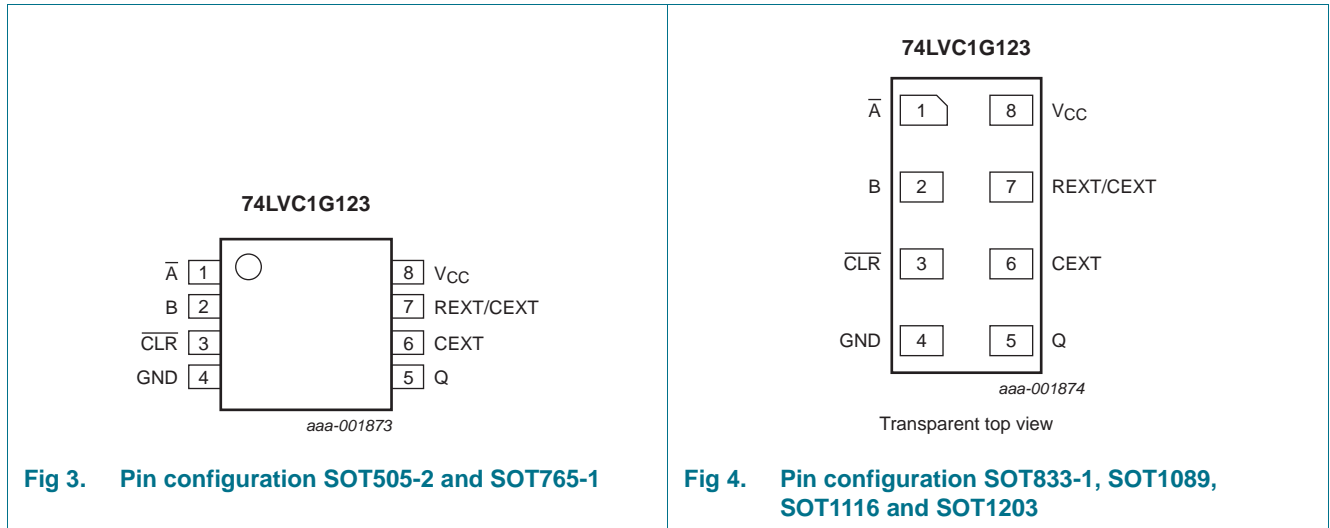 74LVC1G123
A̅ 1
8 VCC
B 2
7 REXT/CEXT
C̅L̅R̅ 3
6 CEXT
GND 4
5 Q
aaa-001873
Fig 3. Pin configuration SOT505-2 and SOT765-1
74LVC1G123
A̅ 1
8 VCC
B 2
7 REXT/CEXT
C̅L̅R̅ 3
6 CEXT
GND 4
5 Q
aaa-001874
Transparent top view
Fig 4. Pin configuration SOT833-1, SOT1089,
SOT1116 and SOT1203